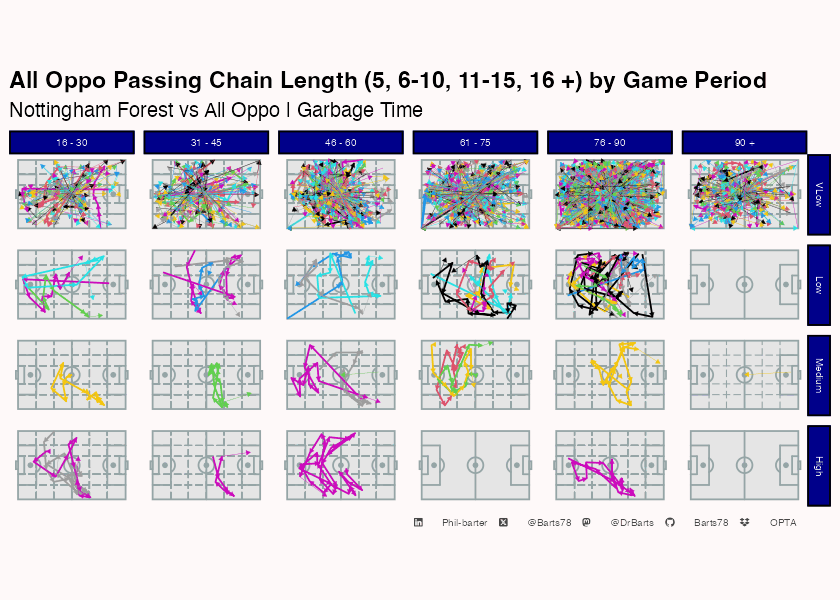 All Oppo Passing Chain Length (5, 6-10, 11-15, 16 +) by Game Period
Nottingham Forest vs All Oppo I Garbage Time
16 - 30 31 - 45 46 - 60 61 - 75 76 - 90 90 +
VLow
Low
Medium
High
Phil-barter @Barts78 @DrBarts Barts78 OPTA